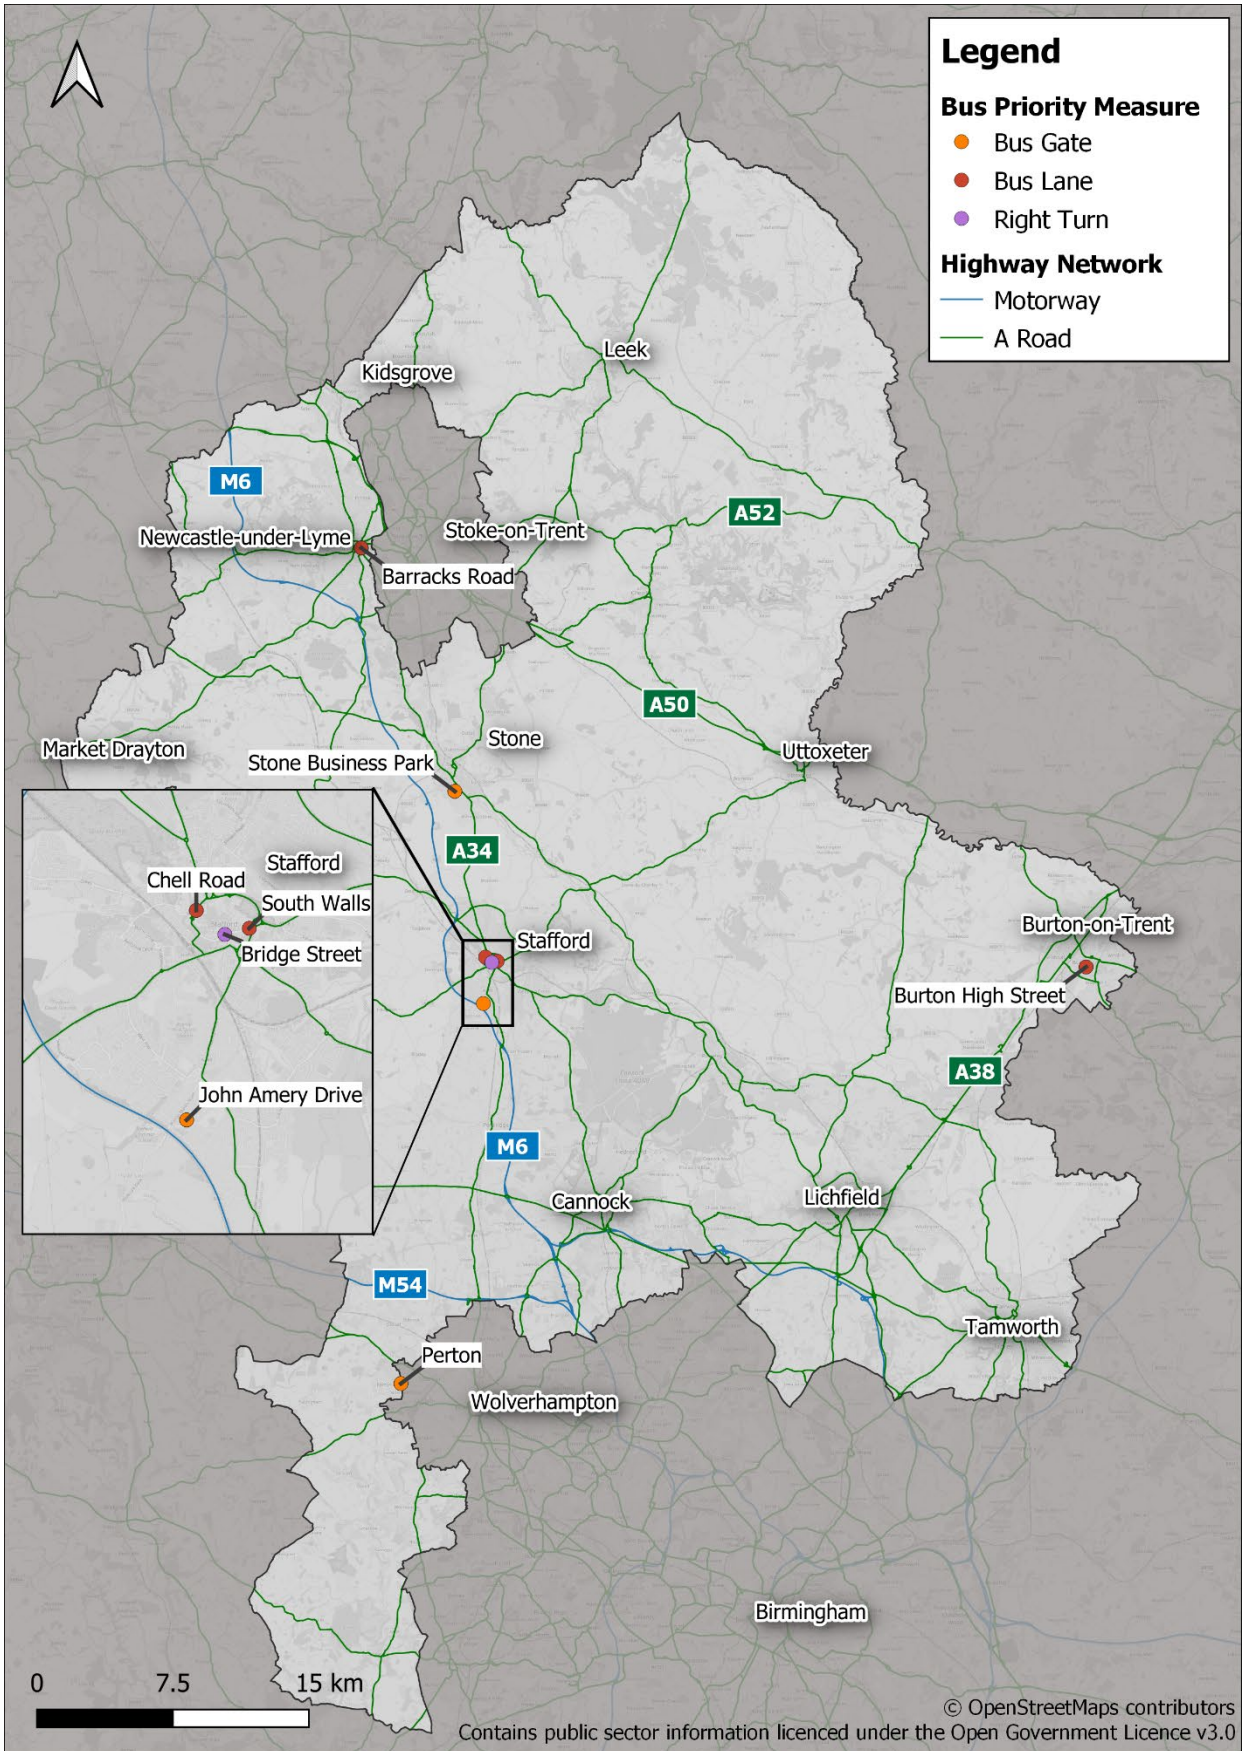 Legend
Bus Priority Measure
Bus Gate
Bus Lane
Right Turn
Highway Network
Motorway
A Road
Leek
Kidsgrove
M6
A52
Stoke-on-Trent
Newcastle-under-Lyme
Barracks Road
A50
Stone
Market Drayton
Uttoxeter
Stone Business Park
A34
Stafford
Chell Road
South Walls
Bridge Street
John Amery Drive
Stafford
Burton-on-Trent
Burton High Street
A38
M6
Cannock
Lichfield
M54
Tamworth
Perton
Wolverhampton
Birmingham
0 7.5 15 km
© OpenStreetMaps contributors
Contains public sector information licenced under the Open Government Licence v3.0